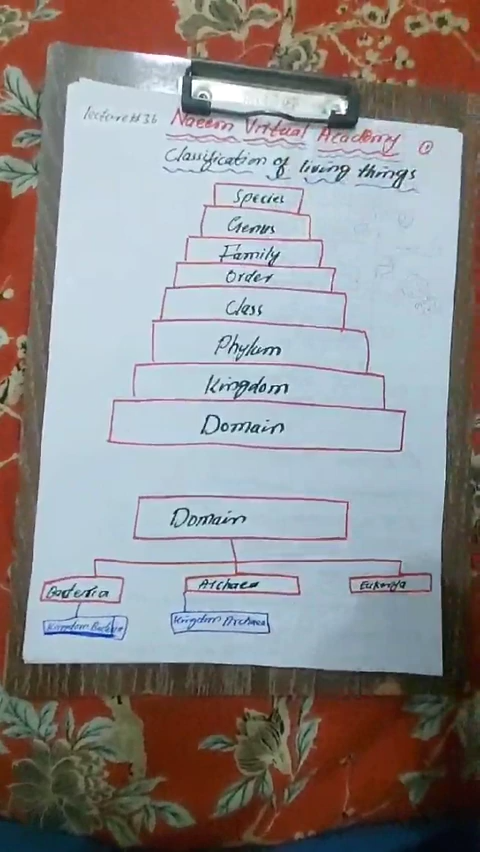 lecture#36 Naeem Virtual Academy ①
Classification of living things
Species
Genus
Family
Order
Class
Phylum
Kingdom
Domain
Domain
Bacteria Archaea Eukarya
Kingdom Bacteria Kingdom Archaea